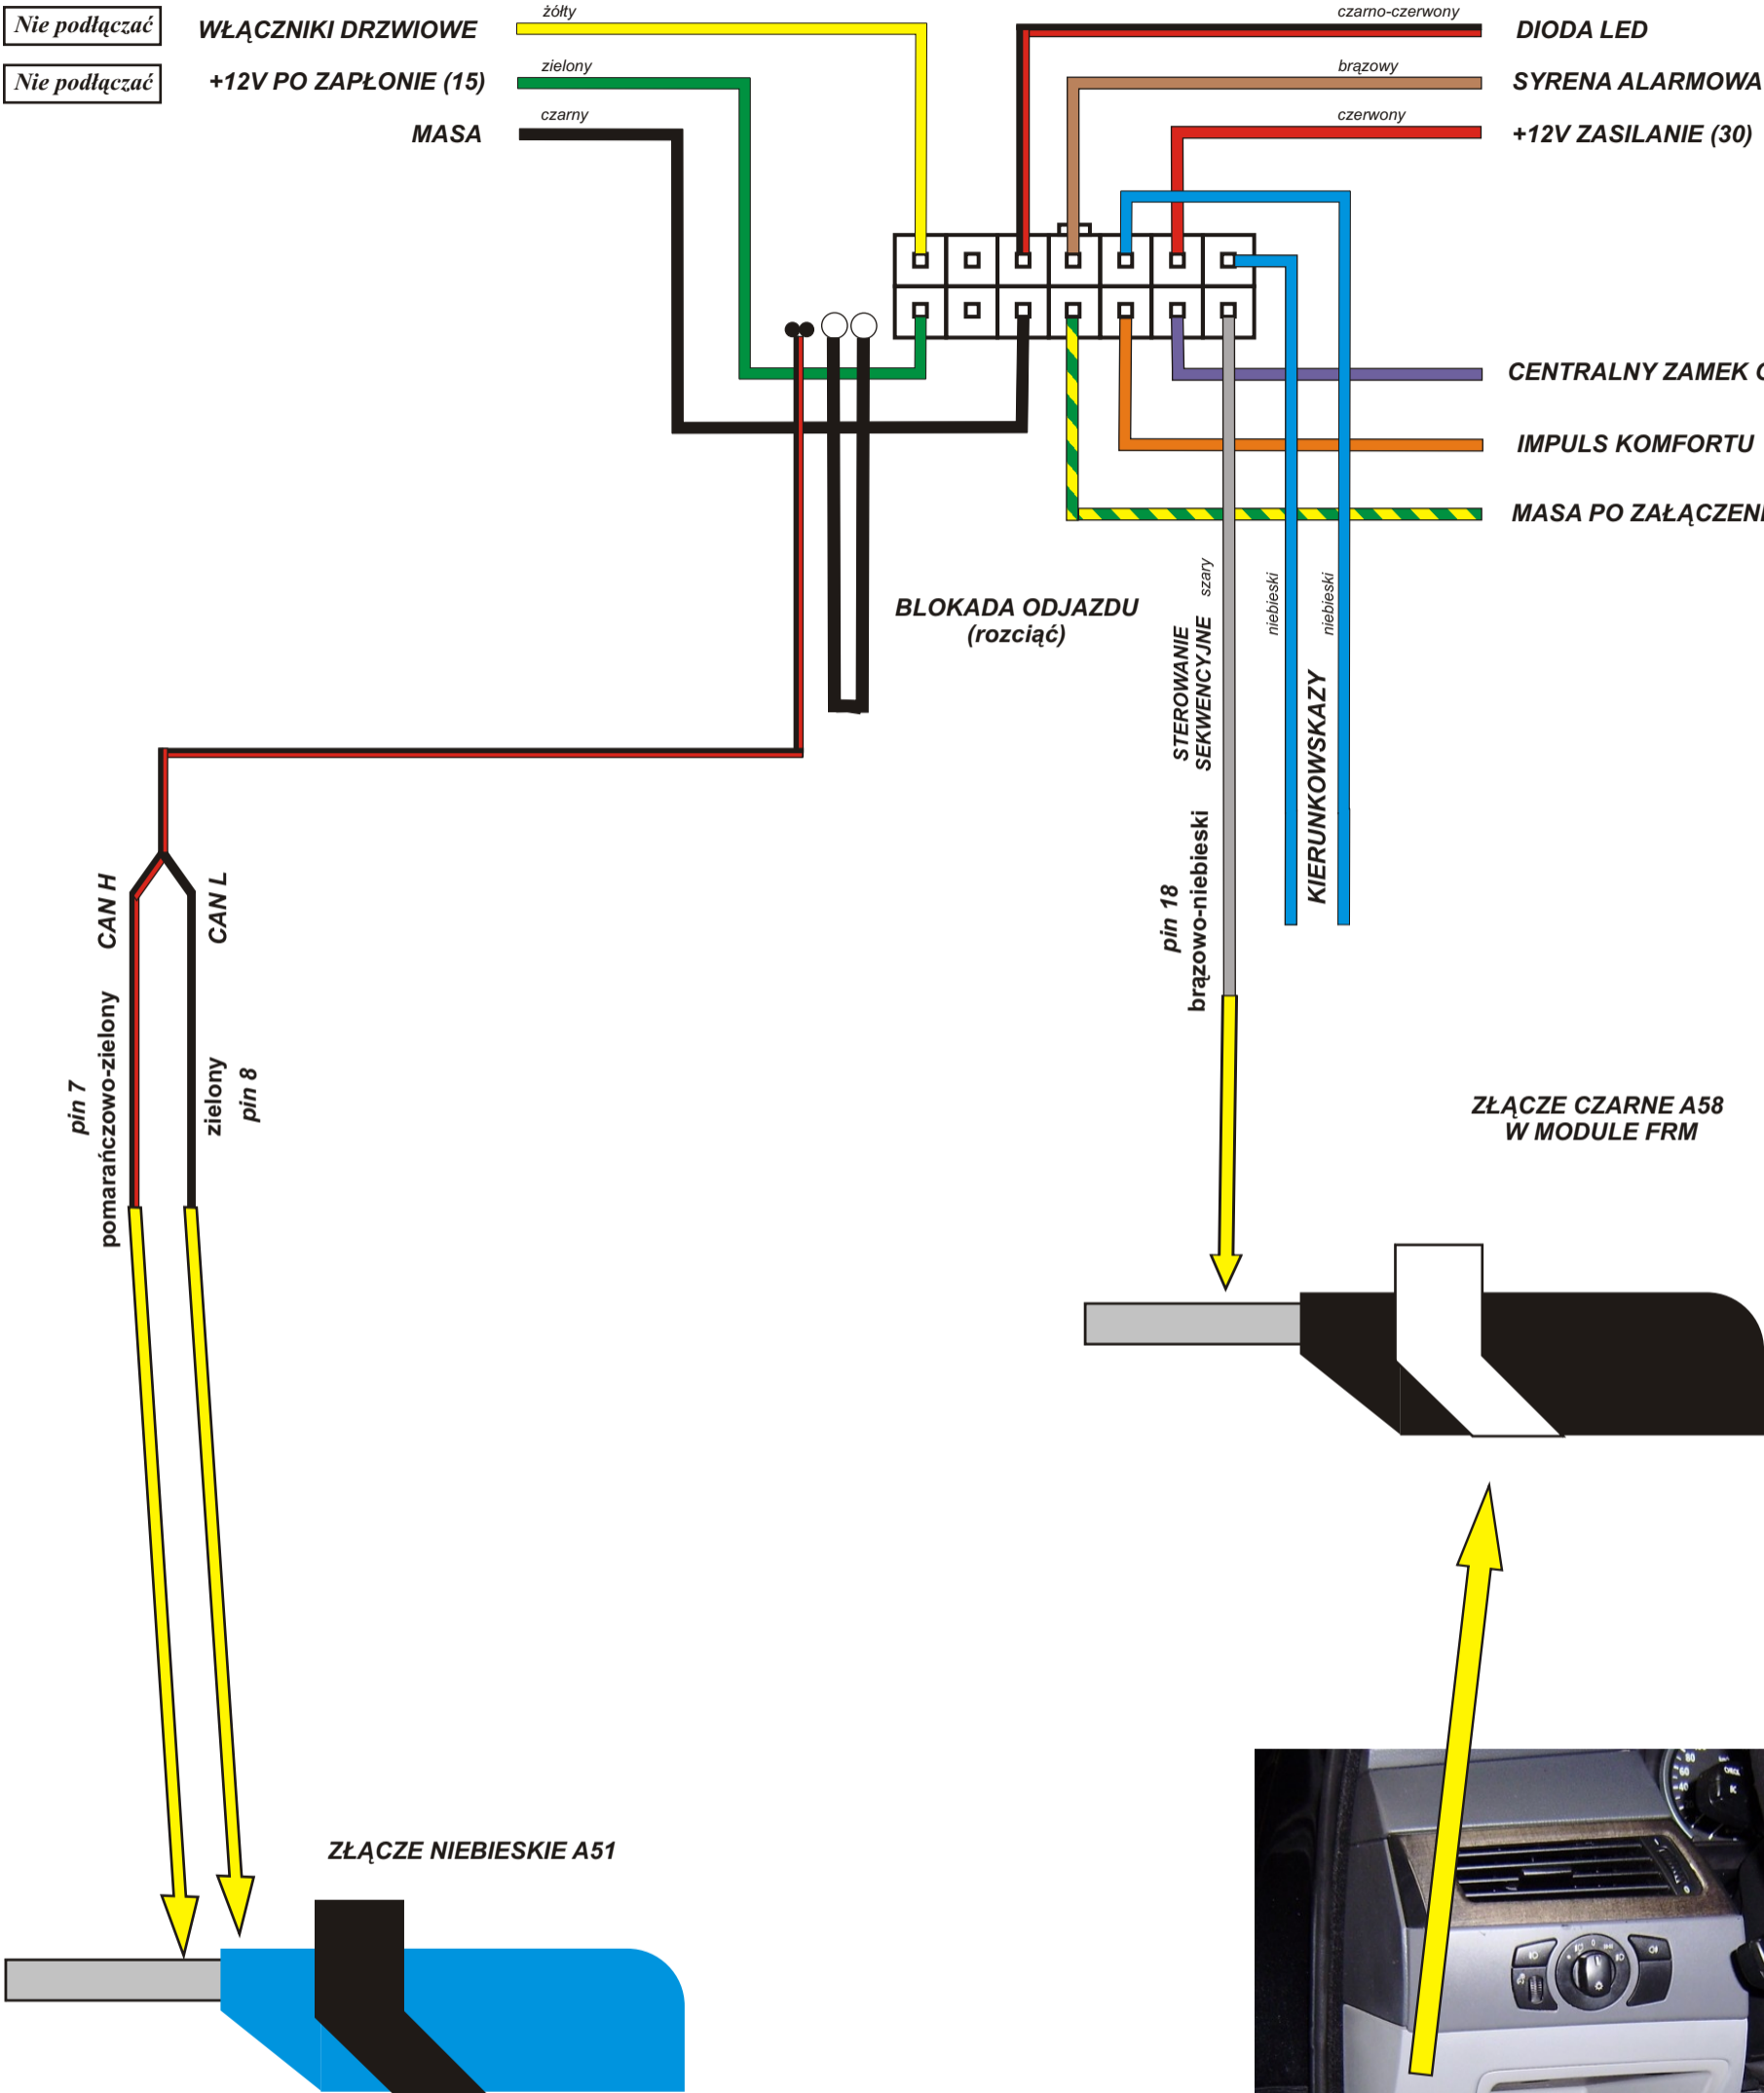 Nie podłączać
WŁĄCZNIKI DRZWIOWE
żółty
czarno-czerwony
DIODA LED
Nie podłączać
+12V PO ZAPŁONIE (15)
zielony
brązowy
SYRENA ALARMOWA
MASA
czarny
czerwony
+12V ZASILANIE (30)
CENTRALNY ZAMEK
IMPULS KOMFORTU
MASA PO
BLOKADA ODJAZDU
(rozciąć)
szary
STEROWANIE
SEKWENCYJNE
niebieski
niebieski
KIERUNKOWSKAZY
pin 18
brązowo-niebieski
CAN H
CAN L
pin 7
pomarańczowo-zielony
zielony
pin 8
ZŁĄCZE CZARNE A58
W MODULE FRM
ZŁĄCZE NIEBIESKIE A51